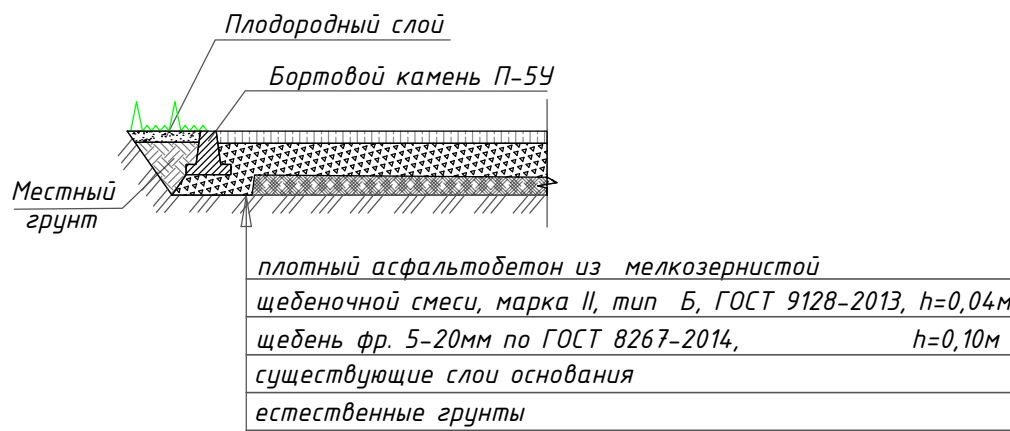 Плодородный слой
Бортовой камень П-5У
Местный
грунт
плотный асфальтобетон из мелкозернистой
щебеночной смеси, марка II, тип Б, ГОСТ 9128-2013, h=0,04м
щебень фр. 5-20мм по ГОСТ 8267-2014, h=0,10м
существующие слои основания
естественные грунты